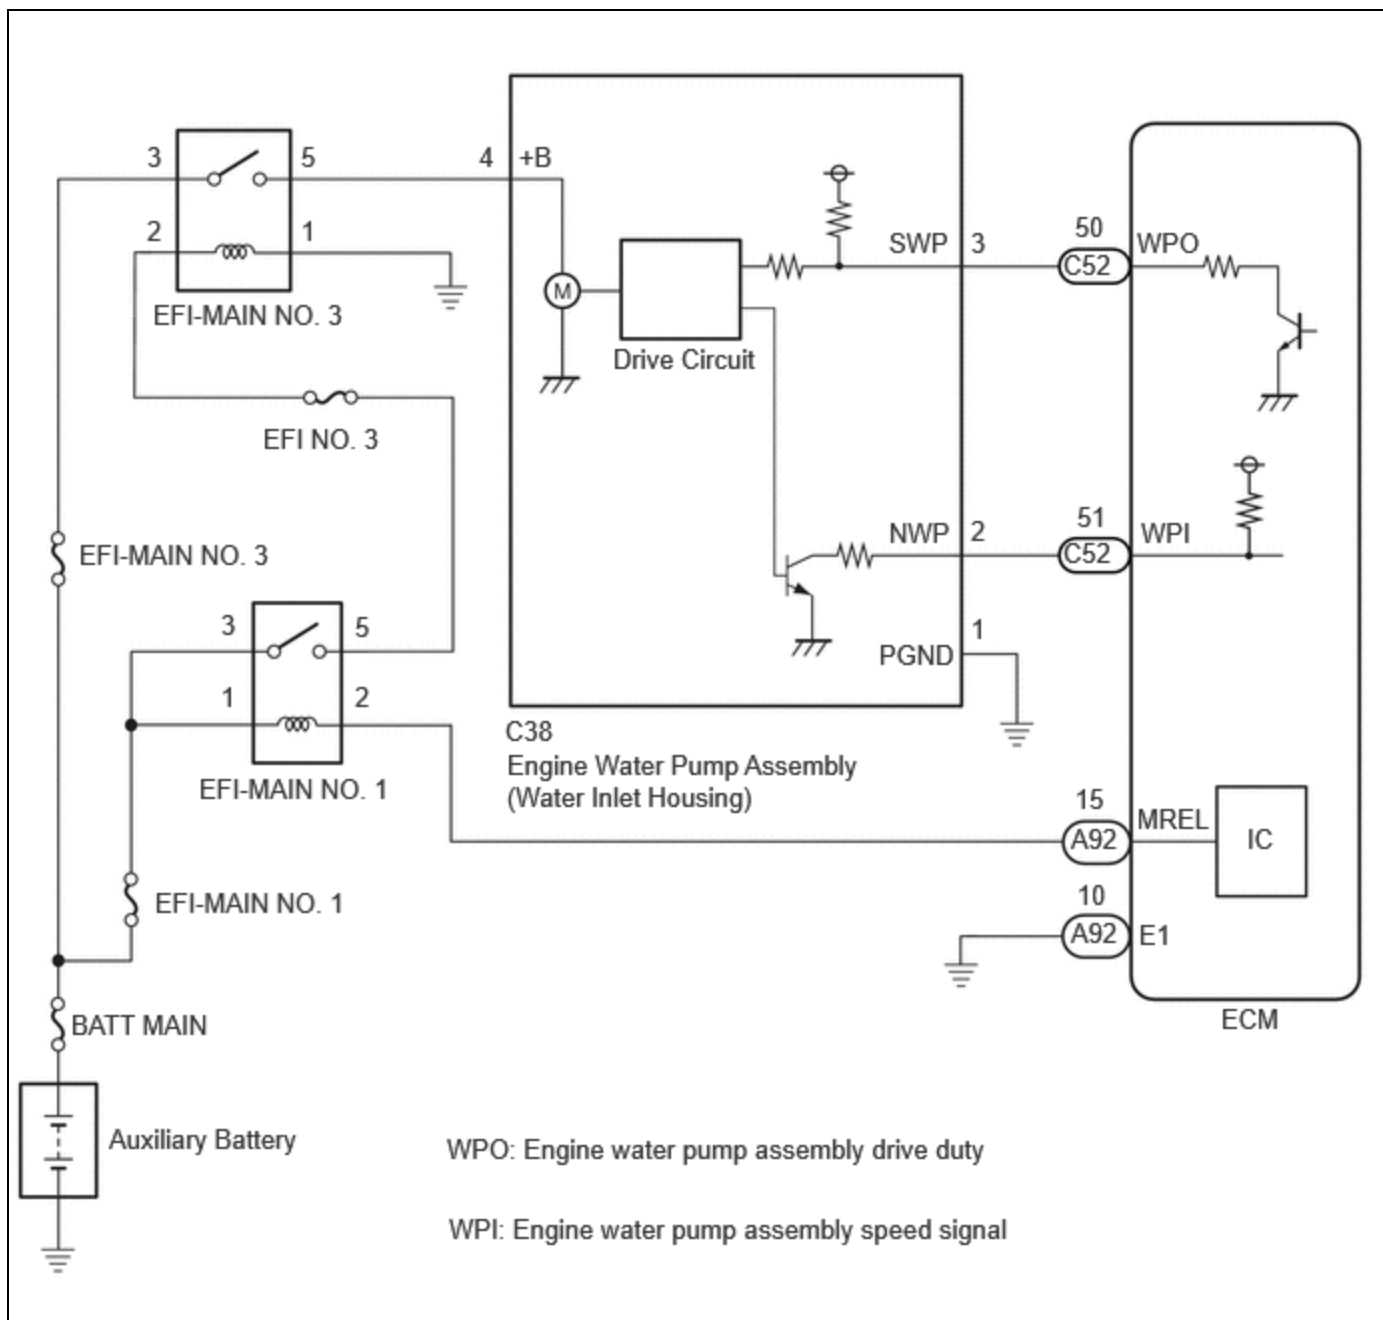 3
5
4
+B
2
1
EFI-MAIN NO. 3
M
Drive Circuit
SWP
3
50
C52
WPO
EFI NO. 3
EFI-MAIN NO. 3
NWP
2
51
C52
WPI
3
5
1
2
EFI-MAIN NO. 1
PGND
1
C38
Engine Water Pump Assembly
(Water Inlet Housing)
15
A92
MREL
IC
10
A92
E1
ECM
EFI-MAIN NO. 1
BATT MAIN
Auxiliary Battery
WPO: Engine water pump assembly drive duty
WPI: Engine water pump assembly speed signal